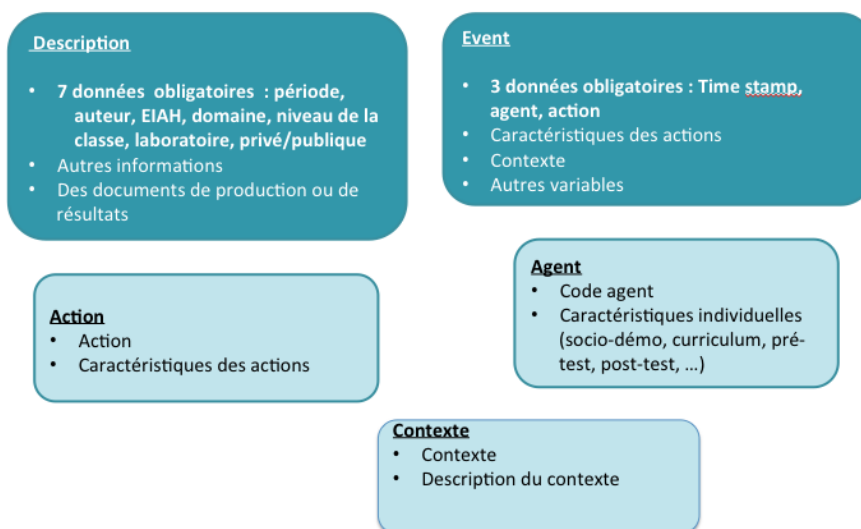 Description
• 7 données obligatoires : période,
auteur, EIAH, domaine, niveau de la
classe, laboratoire, privé/publique
• Autres informations
• Des documents de production ou de
résultats
Event
• 3 données obligatoires : Time stamp,
agent, action
• Caractéristiques des actions
• Contexte
• Autres variables
Action
• Action
• Caractéristiques des actions
Agent
• Code agent
• Caractéristiques individuelles
(socio-démo, curriculum, pré-
test, post-test, ...)
Contexte
• Contexte
• Description du contexte